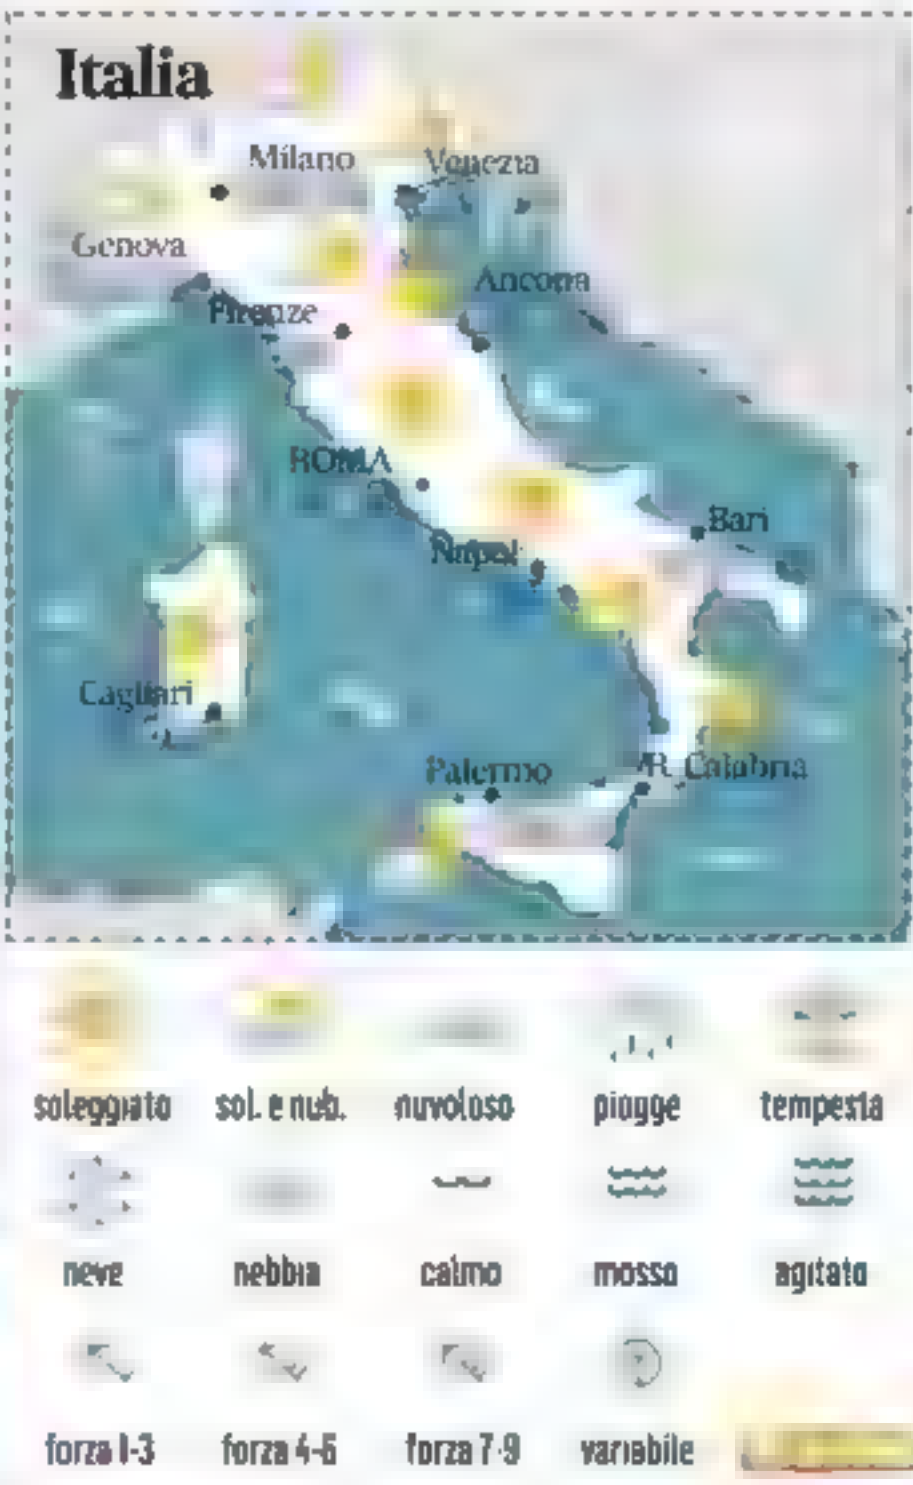 Italia
Milano
Venezia
Genova
Ancona
Firenze
ROMA
Bari
Napoli
Cagliari
Palermo
R. Calabria
soleggiato
sol. e nub.
nuvoloso
piogge
tempesta
neve
nebbia
calmo
mosso
agitato
forza 1-3
forza 4-6
forza 7-9
variabile